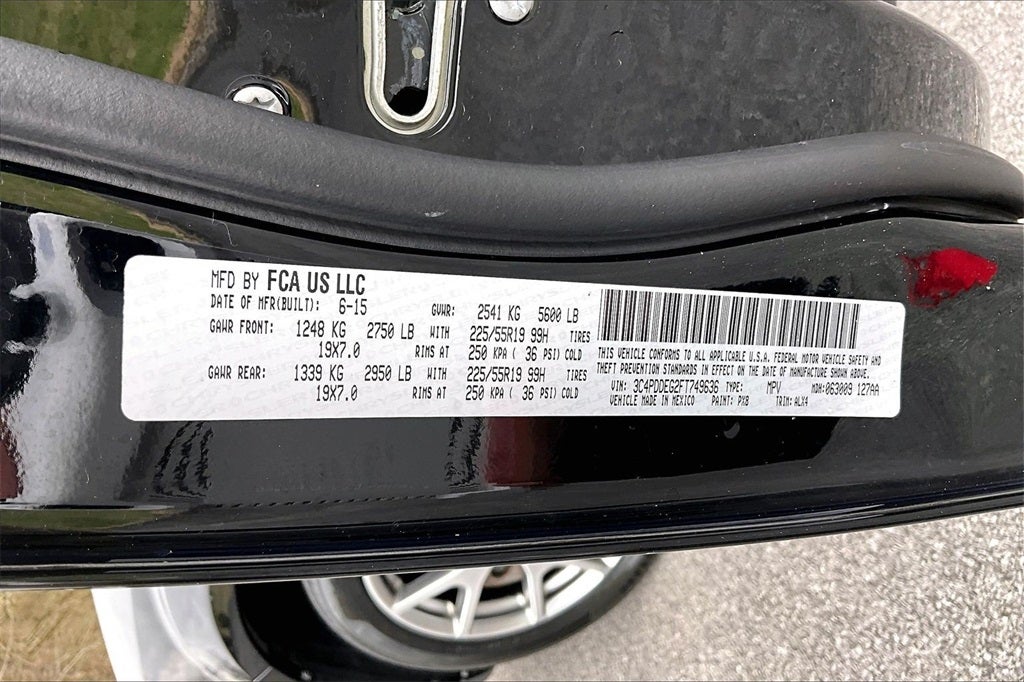 MFD BY FCA US LLC
DATE OF MFR(BUILT): 6-15 GVWR: 2541 KG 5600 LB
GAWR FRONT: 1248 KG 2750 LB WITH 225/55R19 99H TIRES
19X7.0 RIMS AT 250 KPA ( 36 PSI) COLD
GAWR REAR: 1339 KG 2950 LB WITH 225/55R19 99H TIRES
19X7.0 RIMS AT 250 KPA ( 36 PSI) COLD
THIS VEHICLE CONFORMS TO ALL APPLICABLE U.S.A. FEDERAL MOTOR VEHICLE SAFETY AND
THEFT PREVENTION STANDARDS IN EFFECT ON THE DATE OF MANUFACTURE SHOWN ABOVE.
VIN: 3C4PDDEG2FT749636 TYPE: MPV MDH: 063009 127AA
VEHICLE MADE IN MEXICO PAINT: PX8 TRIM: ALX4